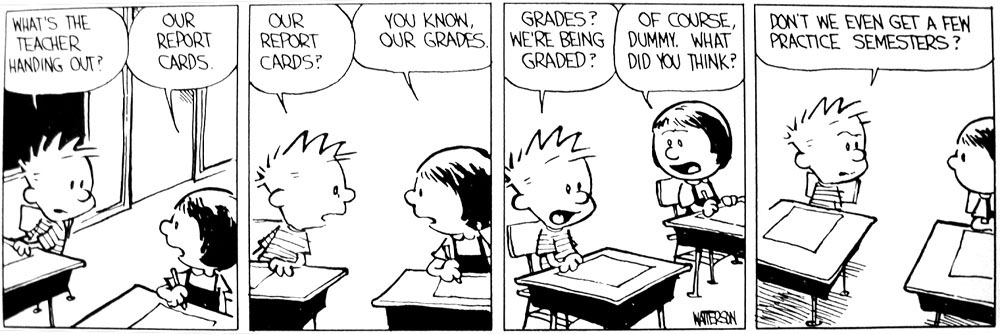 WHAT'S THE
TEACHER
HANDING OUT?
OUR
REPORT
CARDS.
OUR
REPORT
CARDS?
YOU KNOW,
OUR GRADES.
GRADES?
WE'RE BEING
GRADED?
OF COURSE,
DUMMY. WHAT
DID YOU THINK?
WATTERSON
DON'T WE EVEN GET A FEW
PRACTICE SEMESTERS?